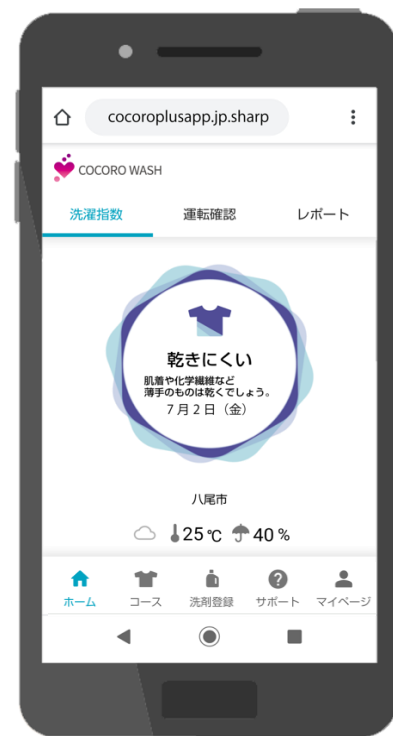 cocoroplusapp.jp.sharp
COCORO WASH
洗濯指数 運転確認 レポート
乾きにくい
肌着や化学繊維など
薄手のものは乾くでしょう。
7月2日（金）
八尾市
25℃ 40%
ホーム コース 洗剤登録 サポート マイページ